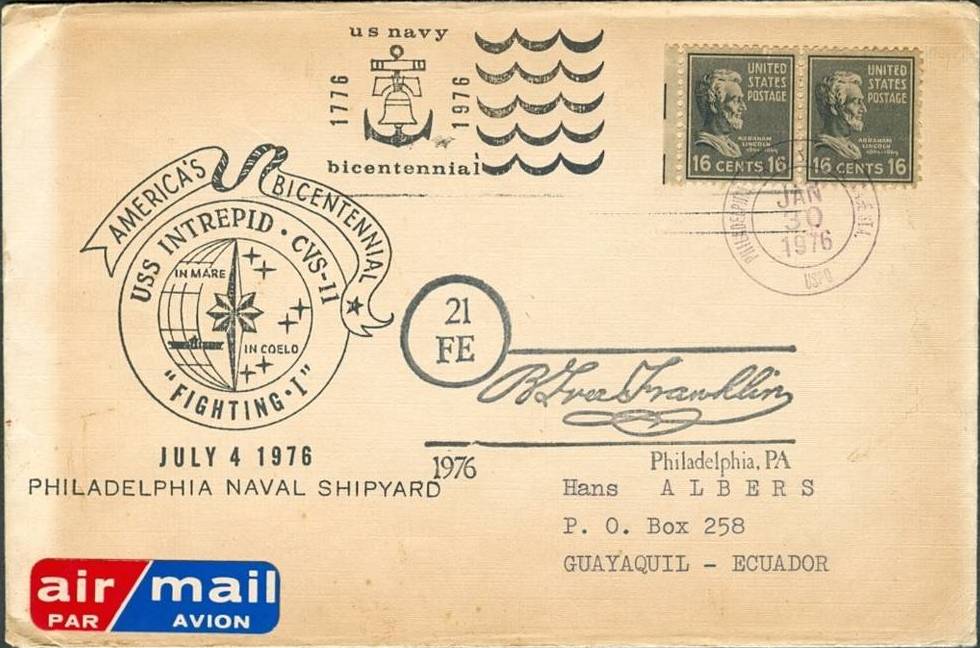 us navy
1776
1976
bicentennial
UNITED
STATES
POSTAGE
ABRAHAM
LINCOLN
16 CENTS 16
UNITED
STATES
POSTAGE
ABRAHAM
LINCOLN
16 CENTS 16
JAN
30
1976
USPO
STA.
AMERICA'S BICENTENNIAL
USS INTREPID · CVS-11
IN MARE
IN COELO
"FIGHTING·I"
JULY 4 1976
PHILADELPHIA NAVAL SHIPYARD
21
FE
B Free Franklin
1976
Philadelphia, PA
Hans ALBERS
P. O. Box 258
GUAYAQUIL - ECUADOR
air mail
PAR AVION